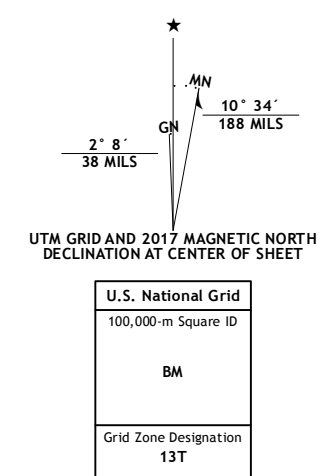 ★
MN
10° 34´
188 MILS
GN
2° 8´
38 MILS
UTM GRID AND 2017 MAGNETIC NORTH
DECLINATION AT CENTER OF SHEET
U.S. National Grid
100,000-m Square ID
BM
Grid Zone Designation
13T